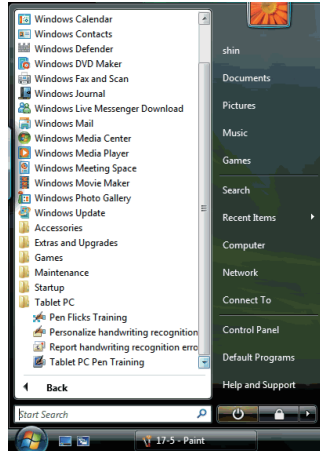 Windows Calendar
Windows Contacts
Windows Defender
Windows DVD Maker
Windows Fax and Scan
Windows Journal
Windows Live Messenger Download
Windows Mail
Windows Media Center
Windows Media Player
Windows Meeting Space
Windows Movie Maker
Windows Photo Gallery
Windows Update
Accessories
Extras and Upgrades
Games
Maintenance
Startup
Tablet PC
Pen Flicks Training
Personalize handwriting recognition
Report handwriting recognition erro
Tablet PC Pen Training
Back
Start Search
shin
Documents
Pictures
Music
Games
Search
Recent Items
Computer
Network
Connect To
Control Panel
Default Programs
Help and Support
17-5 - Paint